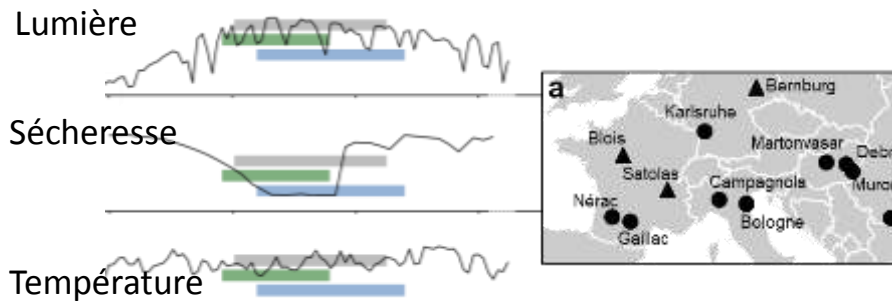 Lumière
Sécheresse
Température
a
Bernburg
Karlsruhe
Blois
Martonvasar
Satolas
Campagnola
Nérac
Bologne
Gaillac